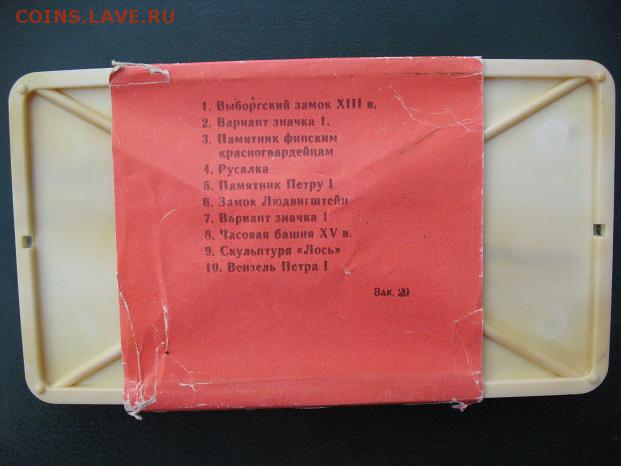 COINS.LAVE.RU
1. Выборгский замок XIII в.
2. Вариант значка 1.
3. Памятник финским
красногвардейцам
4. Русалка
5. Памятник Петру I
6. Замок Людвигштейн
7. Вариант значка 1
8. Часовая башня XV в.
9. Скульптура «Лось»
10. Вензель Петра I
Зак. 20